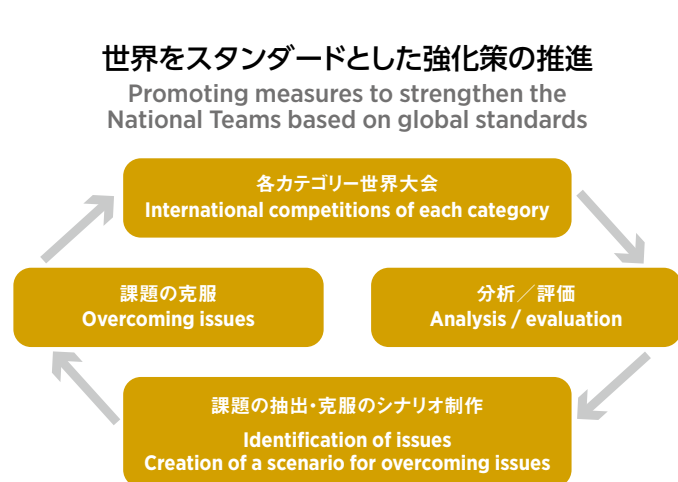 世界をスタンダードとした強化策の推進
Promoting measures to strengthen the
National Teams based on global standards
各カテゴリー世界大会
International competitions of each category
課題の克服
Overcoming issues
分析／評価
Analysis / evaluation
課題の抽出・克服のシナリオ制作
Identification of issues
Creation of a scenario for overcoming issues